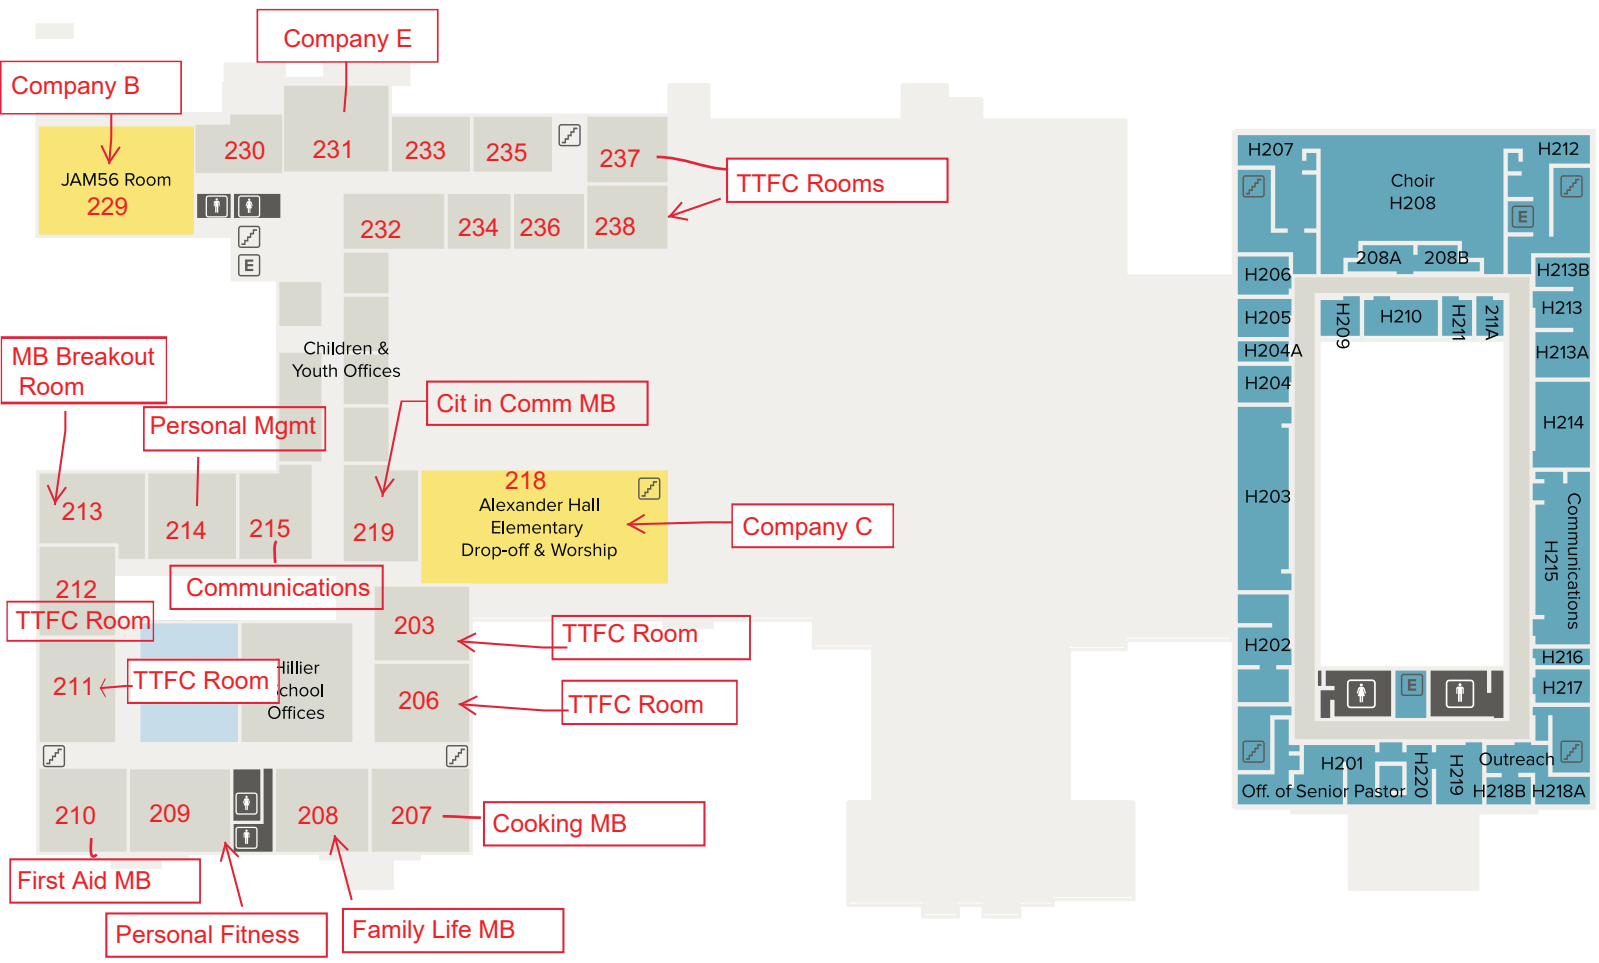 Company E
Company B
JAM56 Room
229
230
231
233
235
237
TTFC Rooms
232
234
236
238
E
Children &
Youth Offices
MB Breakout
Room
Personal Mgmt
Cit in Comm MB
213
214
215
219
218
Alexander Hall
Elementary
Drop-off & Worship
Company C
Communications
212
TTFC Room
211
TTFC Room
Hillier
School
Offices
203
TTFC Room
206
TTFC Room
210
209
208
207
Cooking MB
First Aid MB
Personal Fitness
Family Life MB
H207
Choir
H208
H212
E
208A
208B
H206
H213B
H205
H209
H210
H211
211A
H213
H204A
H213A
H204
H214
H203
Communications
H215
H202
H216
E
H217
H201
H220
H219
Outreach
Off. of Senior Pastor
H218B
H218A